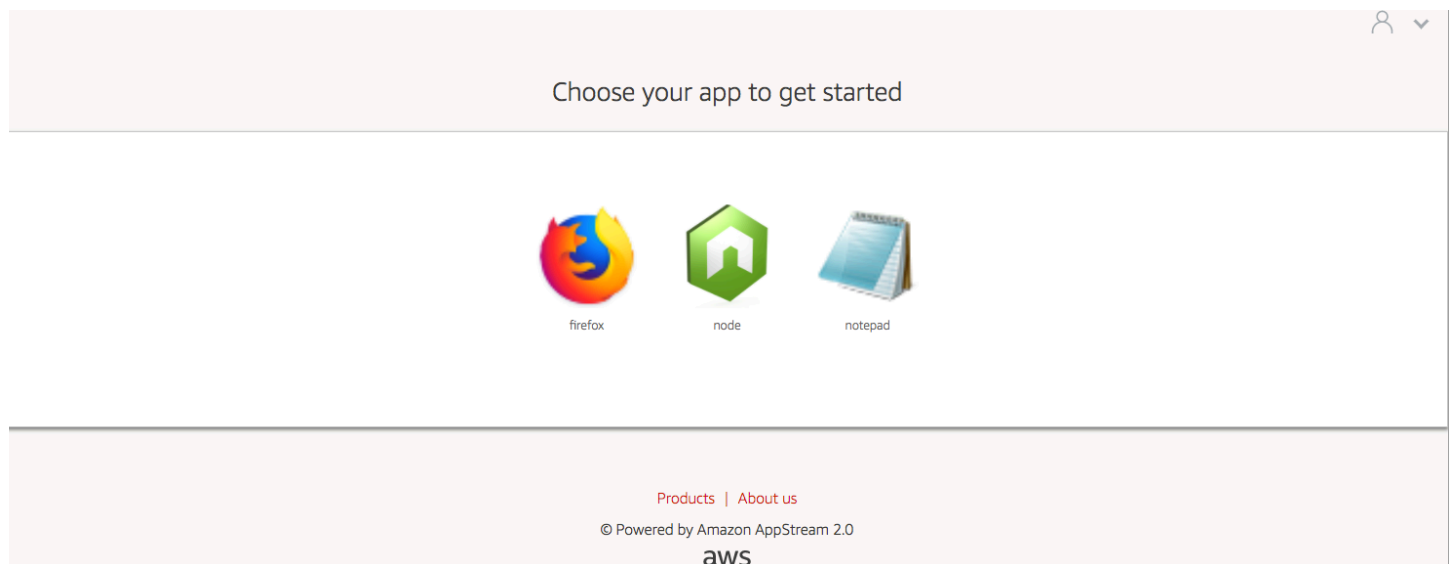 Choose your app to get started
firefox
node
notepad
Products | About us
© Powered by Amazon AppStream 2.0
aws